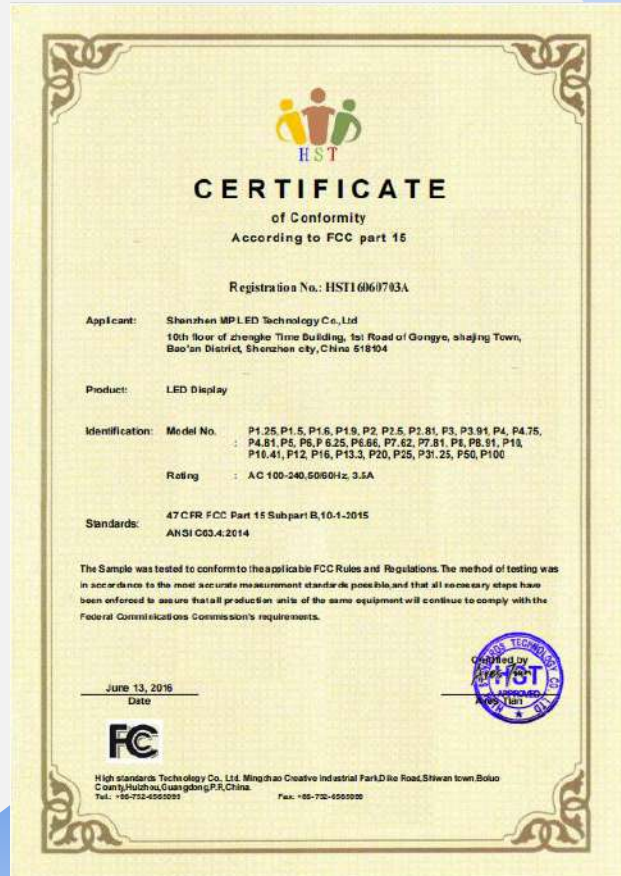 HST
CERTIFICATE
of Conformity
According to FCC part 15
Registration No.: HST16060703A
Applicant: Shenzhen MP LED Technology Co.,Ltd
10th floor of zhengke Time Building, 1st Road of Gongye, shajing Town,
Bao'an District, Shenzhen city, China 518104
Product: LED Display
Identification: Model No. : P1.25, P1.5, P1.6, P1.9, P2, P2.5, P2.81, P3, P3.91, P4, P4.75,
P4.81, P5, P6, P 6.25, P6.66, P7.62, P7.81, P8, P8.91, P10,
P10.41, P12, P16, P13.3, P20, P25, P31.25, P50, P100
Rating : AC 100-240,50/60Hz, 3.5A
Standards: 47 CFR FCC Part 15 Subpart B,10-1-2015
ANSI C63.4:2014
The Sample was tested to conform to the applicable FCC Rules and Regulations. The method of testing was
in accordance to the most accurate measurement standards possible,and that all necessary steps have
been enforced to assure that all production units of the same equipment will continue to comply with the
Federal Comminications Commission's requirements.
Certified by
HST
APPROVED
June 13, 2016
Date
Tian
FC
High standards Technology Co., Ltd. Mingchao Creative Industrial Park,Dike Road,Shiwan town,Boluo
County,Huizhou,Guangdong,P.R,China.
Tel.: +86-752-
Fax: +86-752-